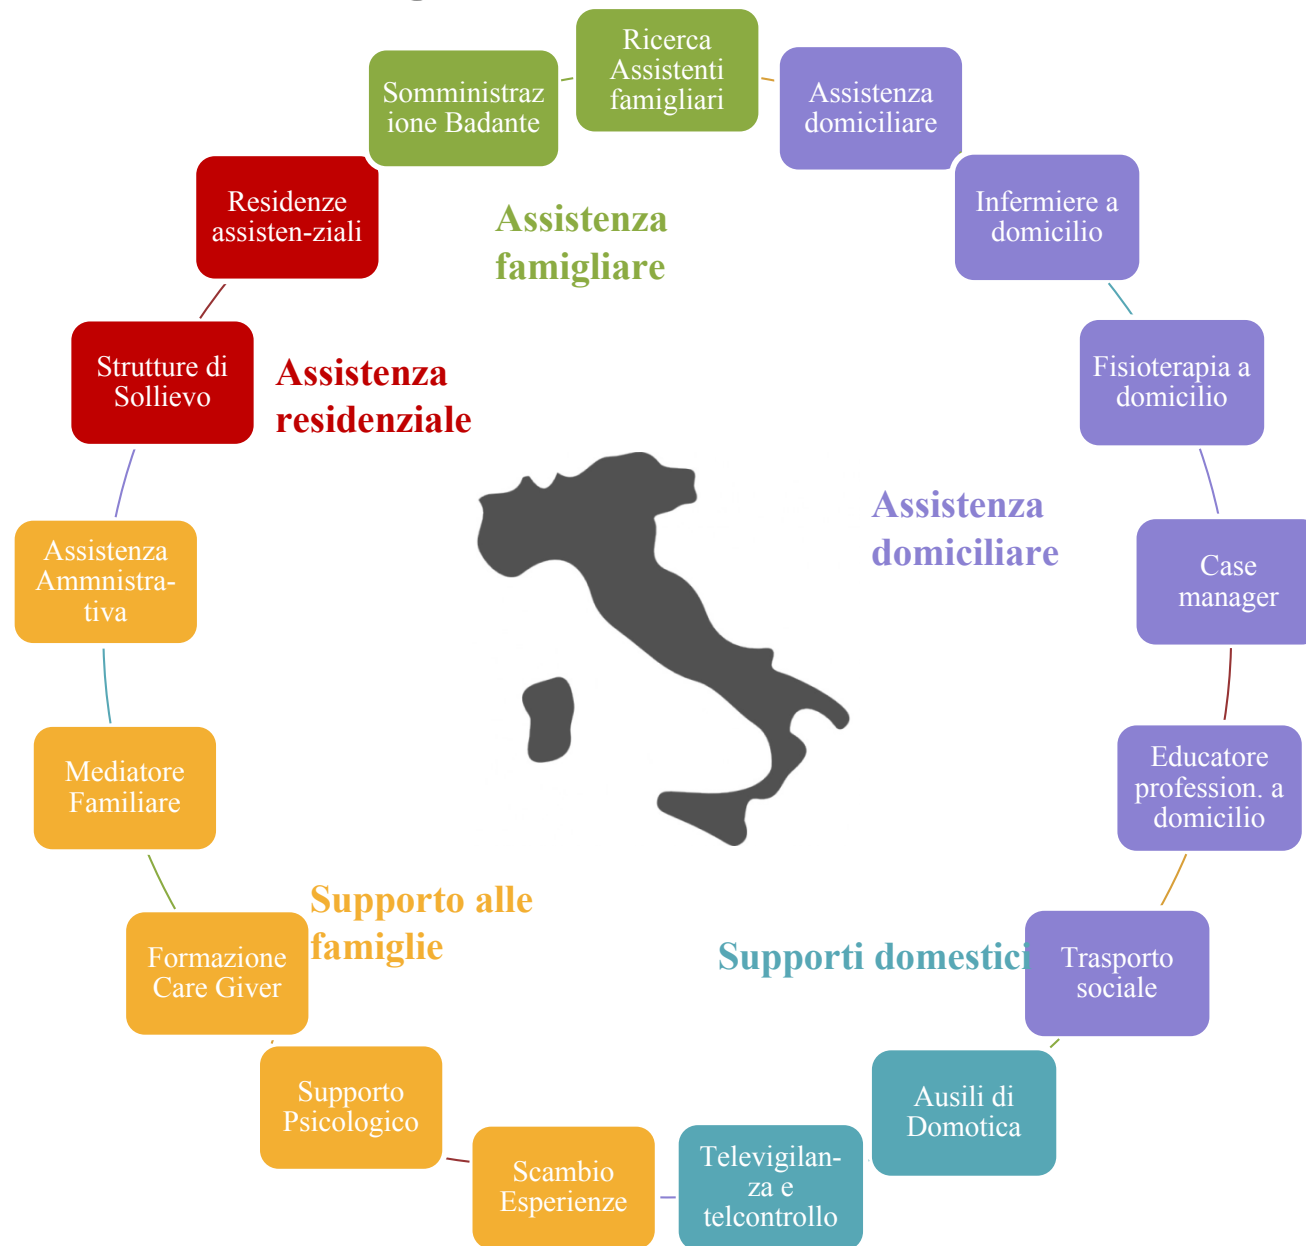 Ricerca
Assistenti
famigliari
Assistenza
domiciliare
Infermiere a
domicilio
Fisioterapia a
domicilio
Case
manager
Educatore
profession. a
domicilio
Trasporto
sociale
Ausili di
Domotica
Televigilan-
za e
telcontrollo
Scambio
Esperienze
Supporto
Psicologico
Formazione
Care Giver
Mediatore
Familiare
Assistenza
Ammnistra-
tiva
Strutture di
Sollievo
Residenze
assisten-ziali
Somministraz
ione Badante
Assistenza
famigliare
Assistenza
residenziale
Assistenza
domiciliare
Supporto alle
famiglie
Supporti domestici